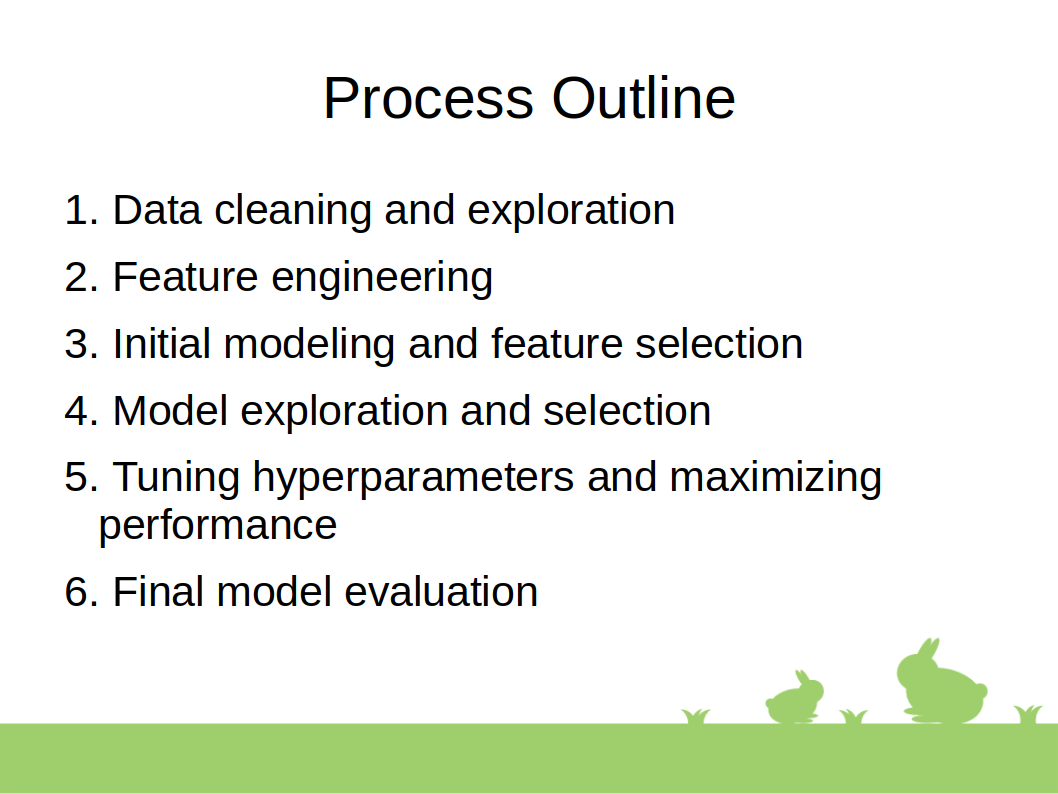 Process Outline
1. Data cleaning and exploration
2. Feature engineering
3. Initial modeling and feature selection
4. Model exploration and selection
5. Tuning hyperparameters and maximizing
performance
6. Final model evaluation